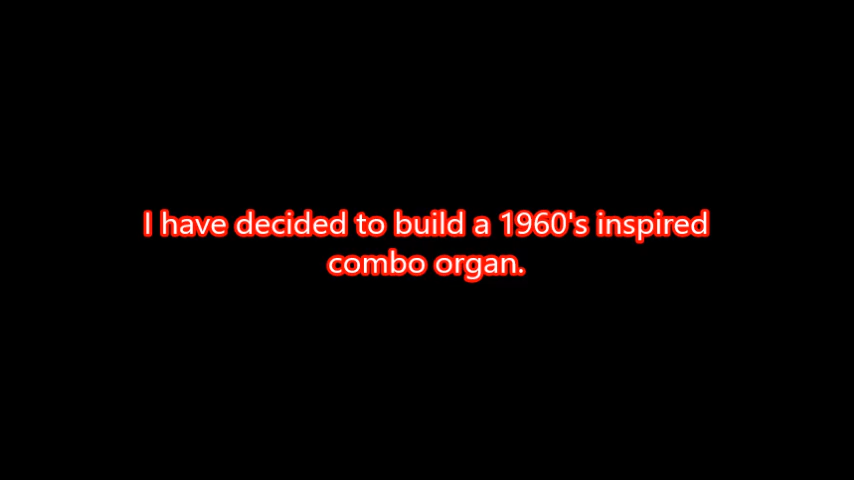 I have decided to build a 1960's inspired
combo organ.